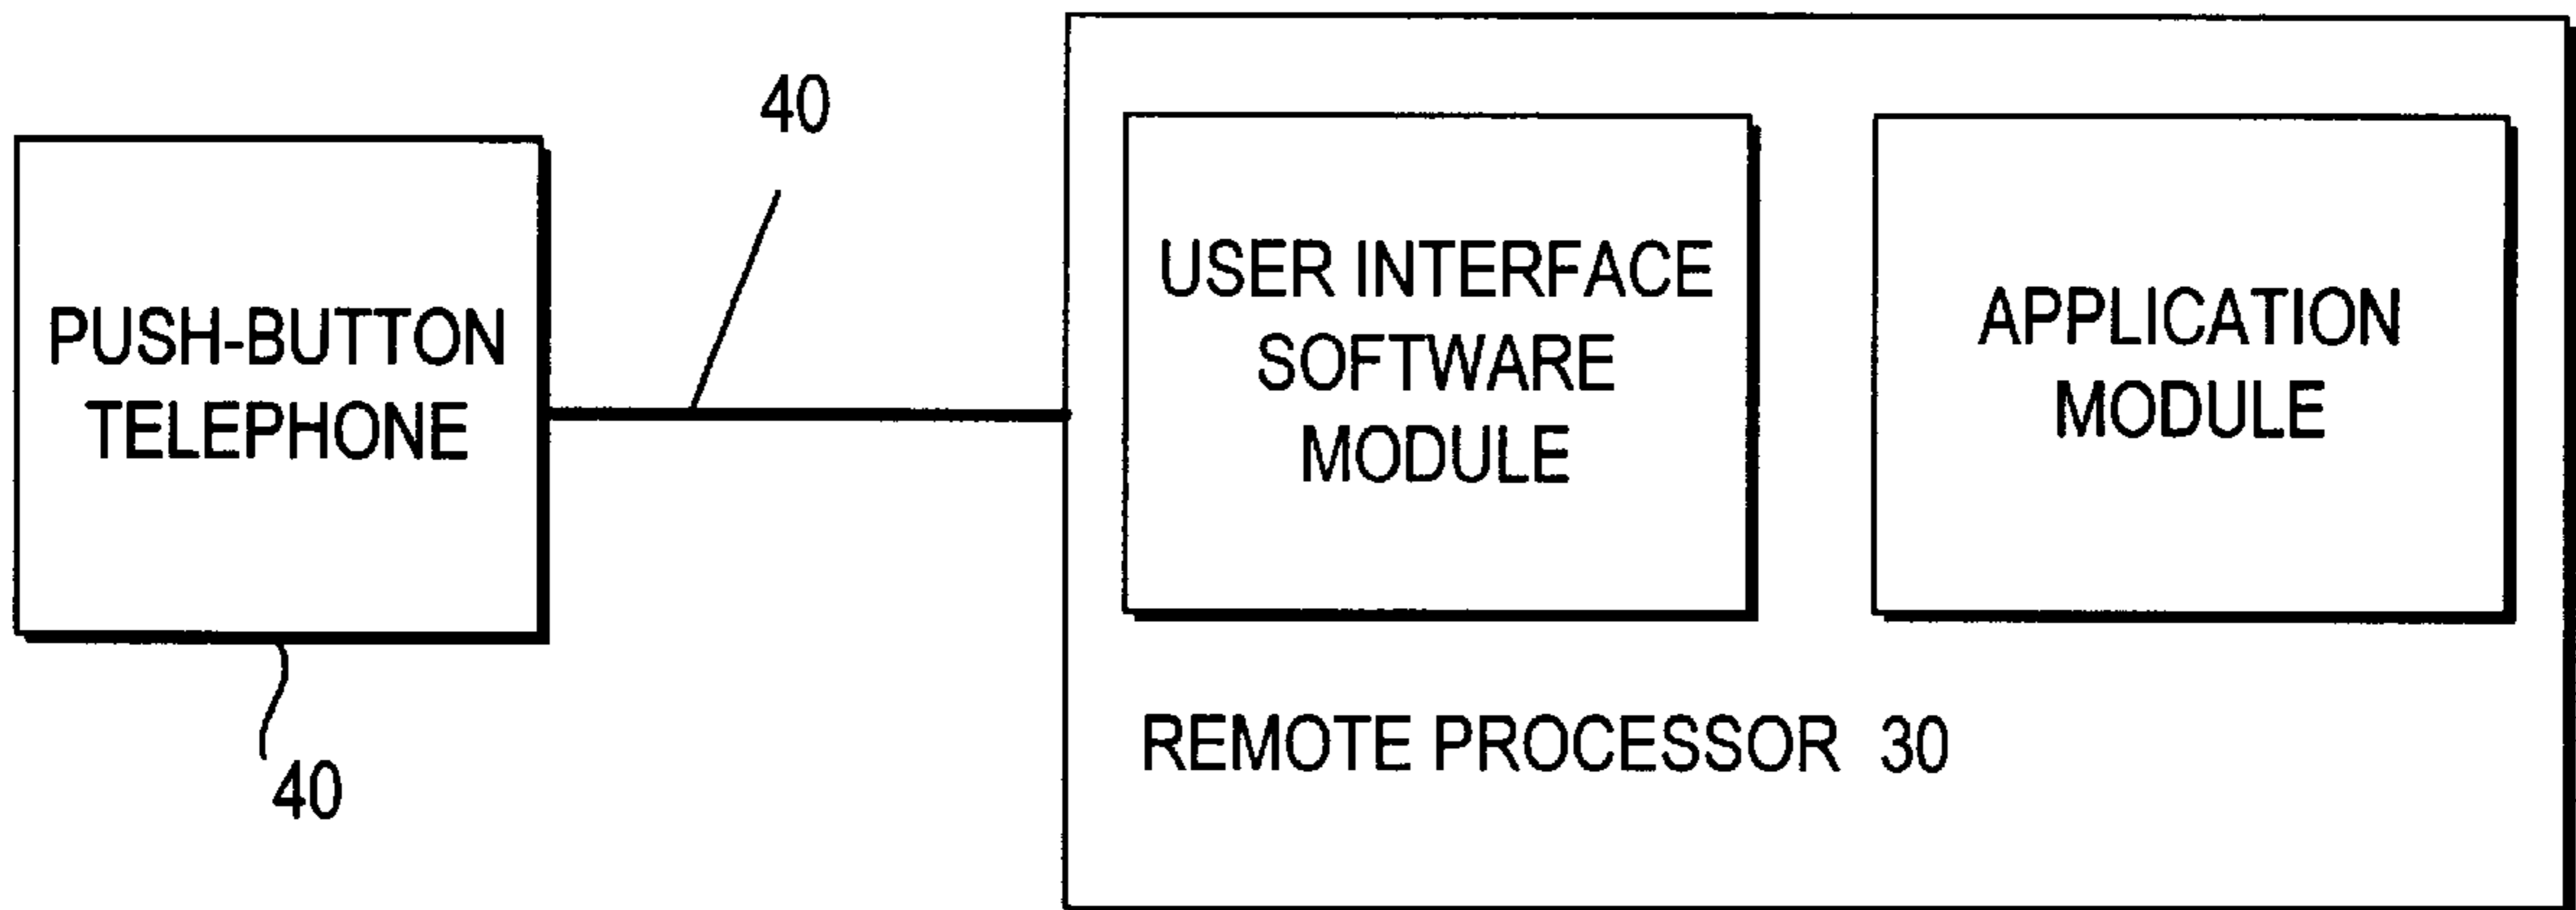 PUSH-BUTTON
TELEPHONE
40
40
USER INTERFACE
SOFTWARE
MODULE
APPLICATION
MODULE
REMOTE PROCESSOR 30